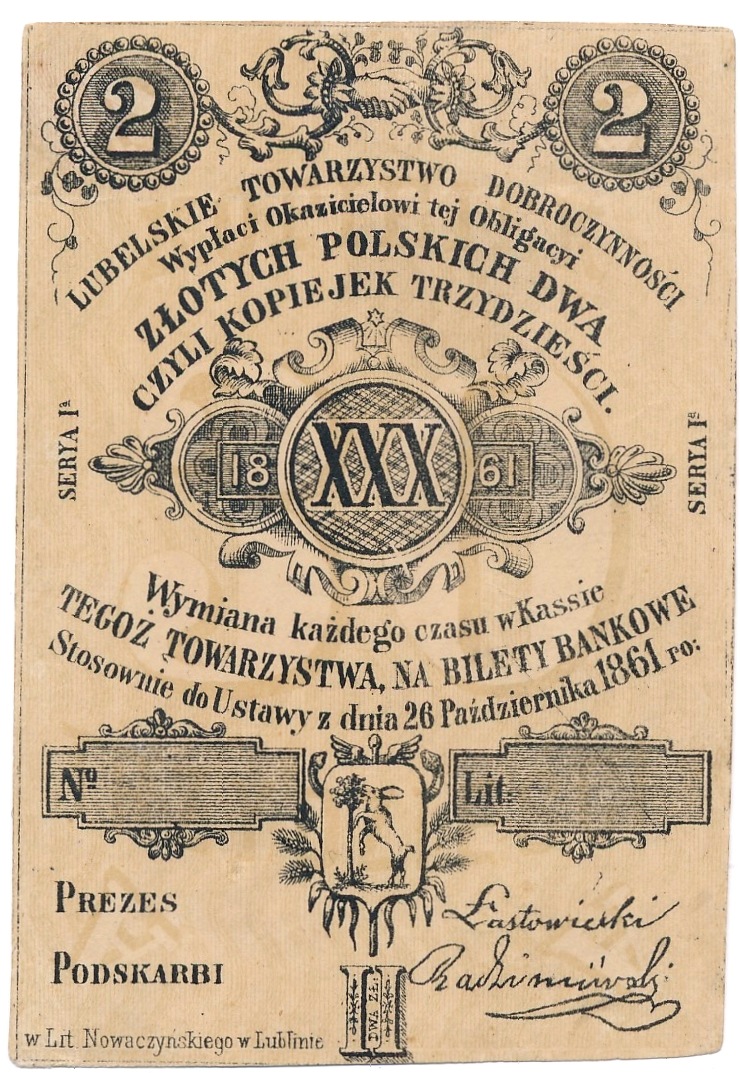 2 2
LUBELSKIE TOWARZYSTWO DOBROCZYNNOŚCI
Wypłaci Okazicielowi tej Obligacyi
ZŁOTYCH POLSKICH DWA
CZYLI KOPIEJEK TRZYDZIEŚCI.
SERYA Iª
18 XXX 61
SERYA Iª
Wymiana każdego czasu w Kassie
TEGOŻ TOWARZYSTWA, NA BILETY BANKOWE
Stosownie do Ustawy z dnia 26 Października 1861 ro:
Nº Lit.
PREZES Łastowiecki
PODSKARBI
II
DWA ZŁ:
w Lit. Nowaczyńskiego w Lublinie